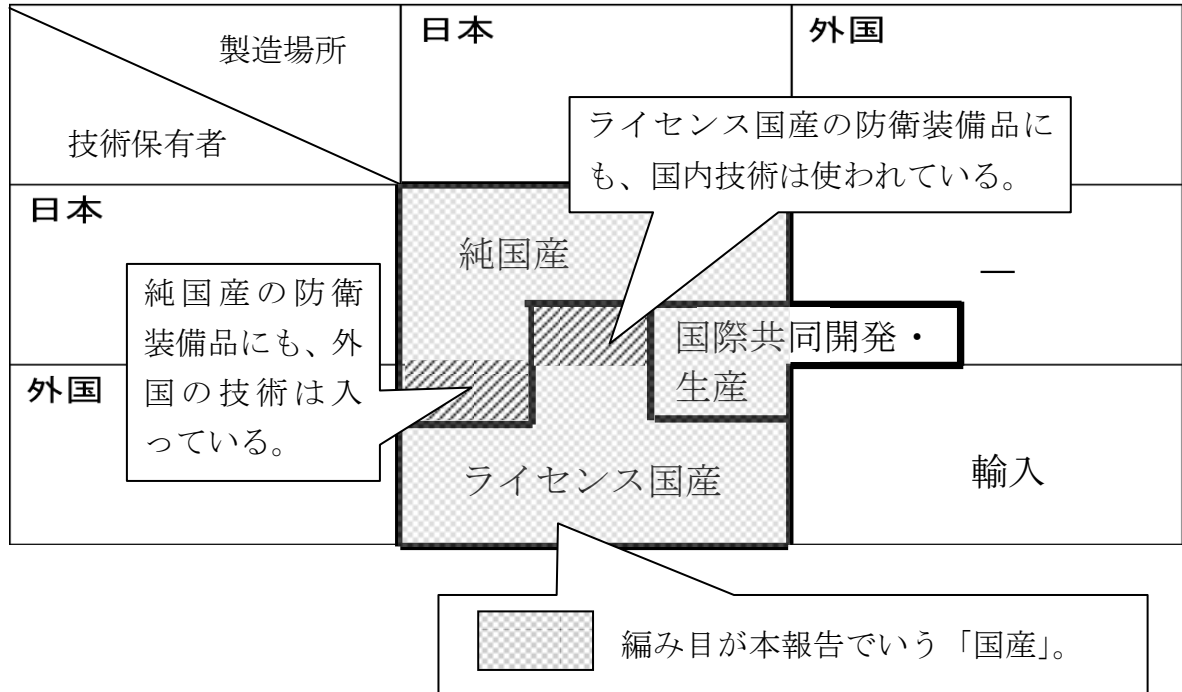 製造場所
技術保有者
日本
外国
ライセンス国産の防衛装備品に
も、国内技術は使われている。
日本
純国産
―
純国産の防衛
装備品にも、外
国の技術は入
っている。
国際共同開発・
生産
外国
ライセンス国産
輸入
編み目が本報告でいう「国産」。